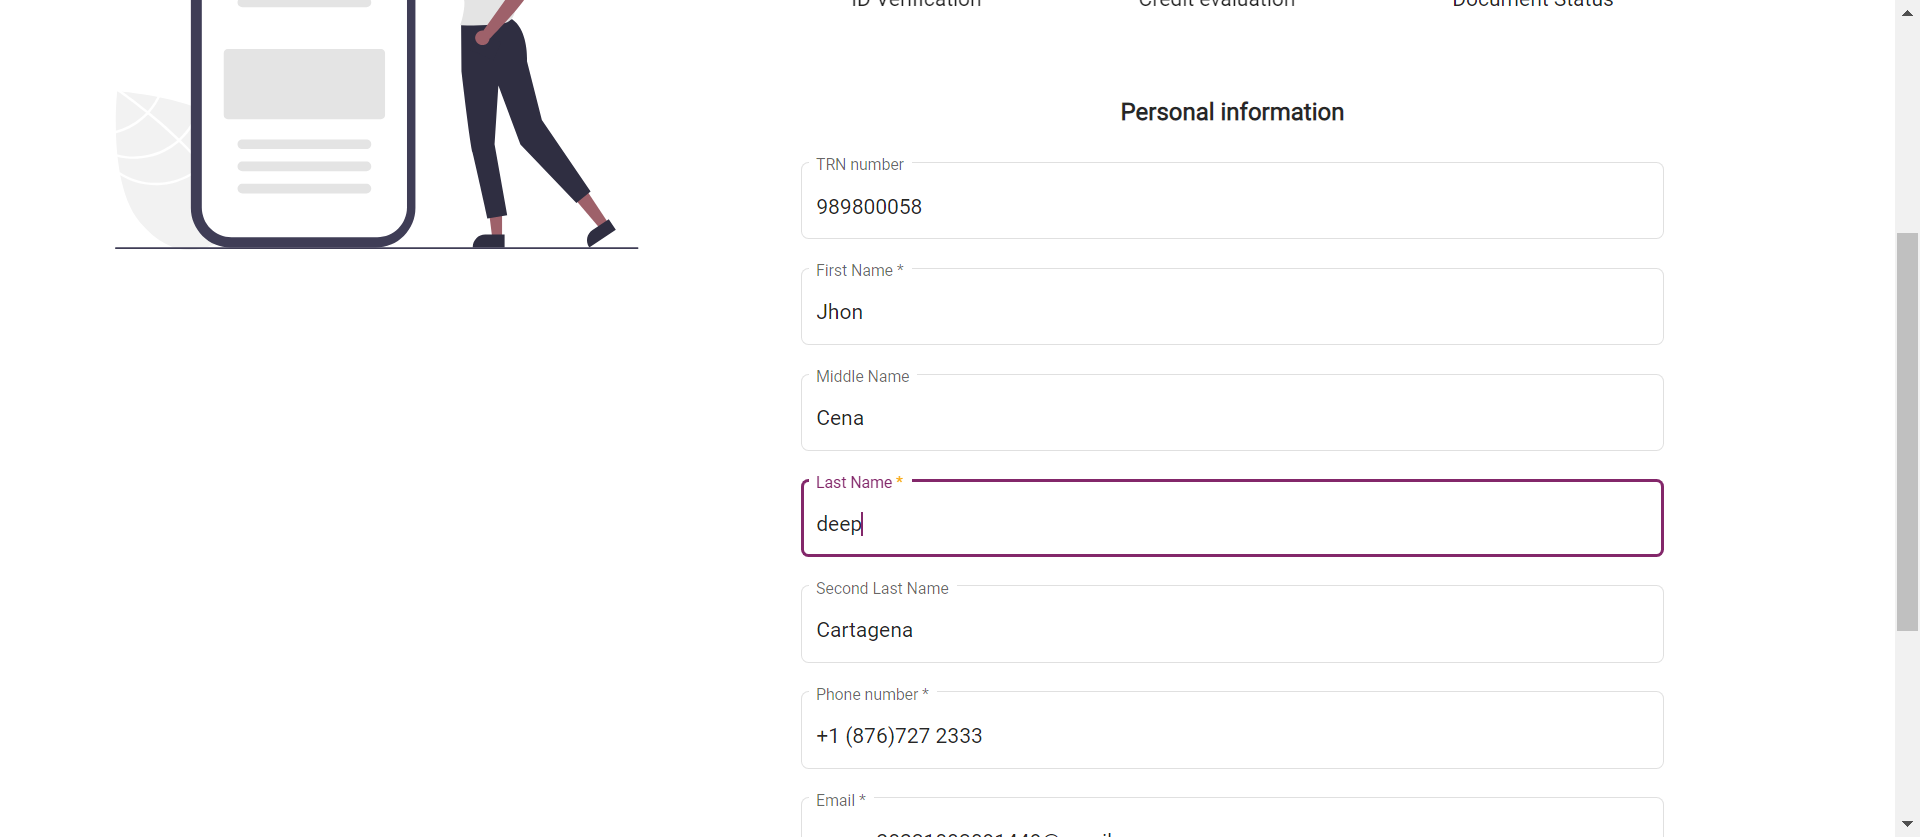 ID Verification Credit evaluation Document Status
Personal information
TRN number
989800058
First Name *
Jhon
Middle Name
Cena
Last Name *
deep
Second Last Name
Cartagena
Phone number *
+1 (876)727 2333
Email *